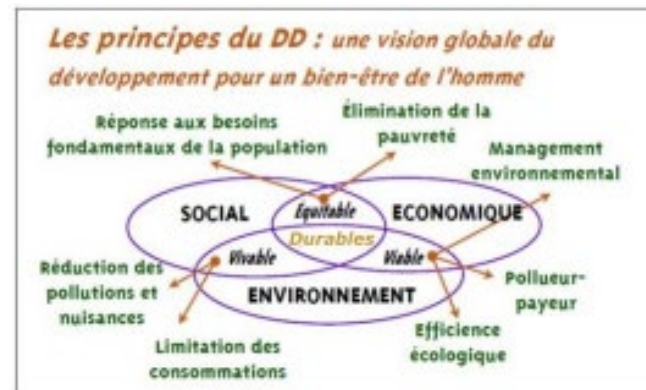 Les principes du DD : une vision globale du
développement pour un bien-être de l'homme
Réponse aux besoins
fondamentaux de la population
Élimination de la
pauvreté
Management
environnemental
SOCIAL
Equitable
ECONOMIQUE
Durables
Vivable
Viable
ENVIRONNEMENT
Réduction des
pollutions et
nuisances
Limitation des
consommations
Efficience
écologique
Pollueur-
payeur